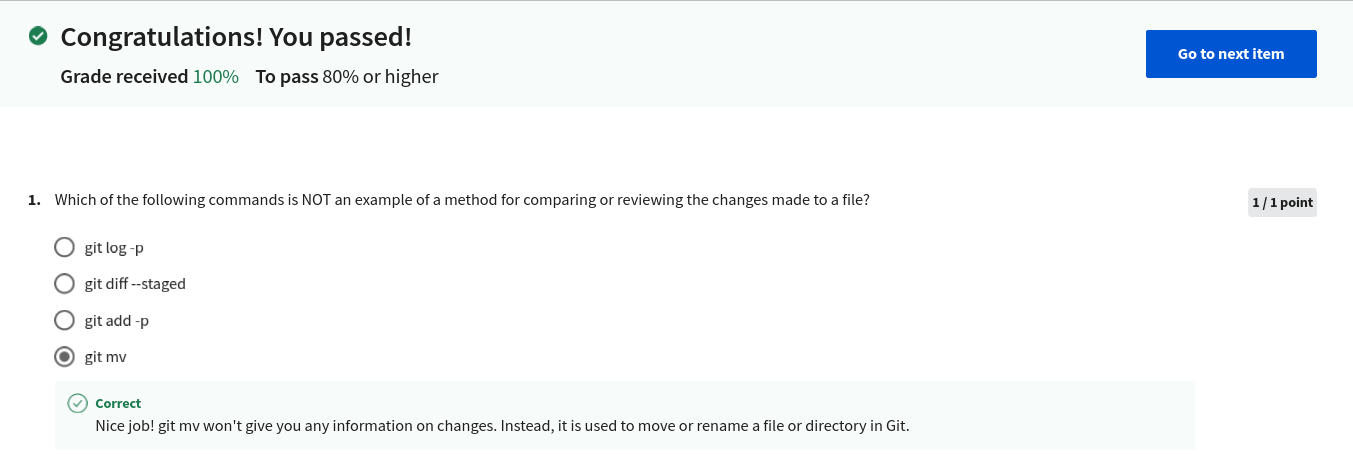 Congratulations! You passed!
Grade received 100% To pass 80% or higher
Go to next item
1. Which of the following commands is NOT an example of a method for comparing or reviewing the changes made to a file?
1 / 1 point
git log -p
git diff --staged
git add -p
git mv
Correct
Nice job! git mv won't give you any information on changes. Instead, it is used to move or rename a file or directory in Git.